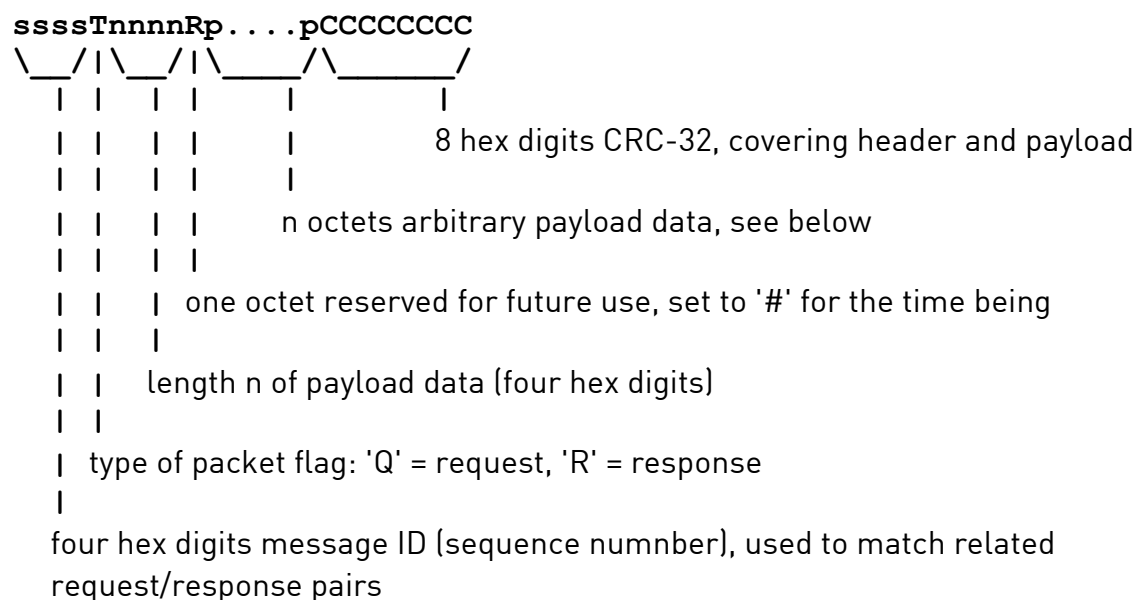 ssssTnnnnRp....pCCCCCCCC
\__/|\__/|\____/\______/
| | | | | |
| | | | | 8 hex digits CRC-32, covering header and payload
| | | | |
| | | | n octets arbitrary payload data, see below
| | | |
| | | one octet reserved for future use, set to '#' for the time being
| | |
| | length n of payload data (four hex digits)
| |
| type of packet flag: 'Q' = request, 'R' = response
|
four hex digits message ID (sequence numnber), used to match related
request/response pairs